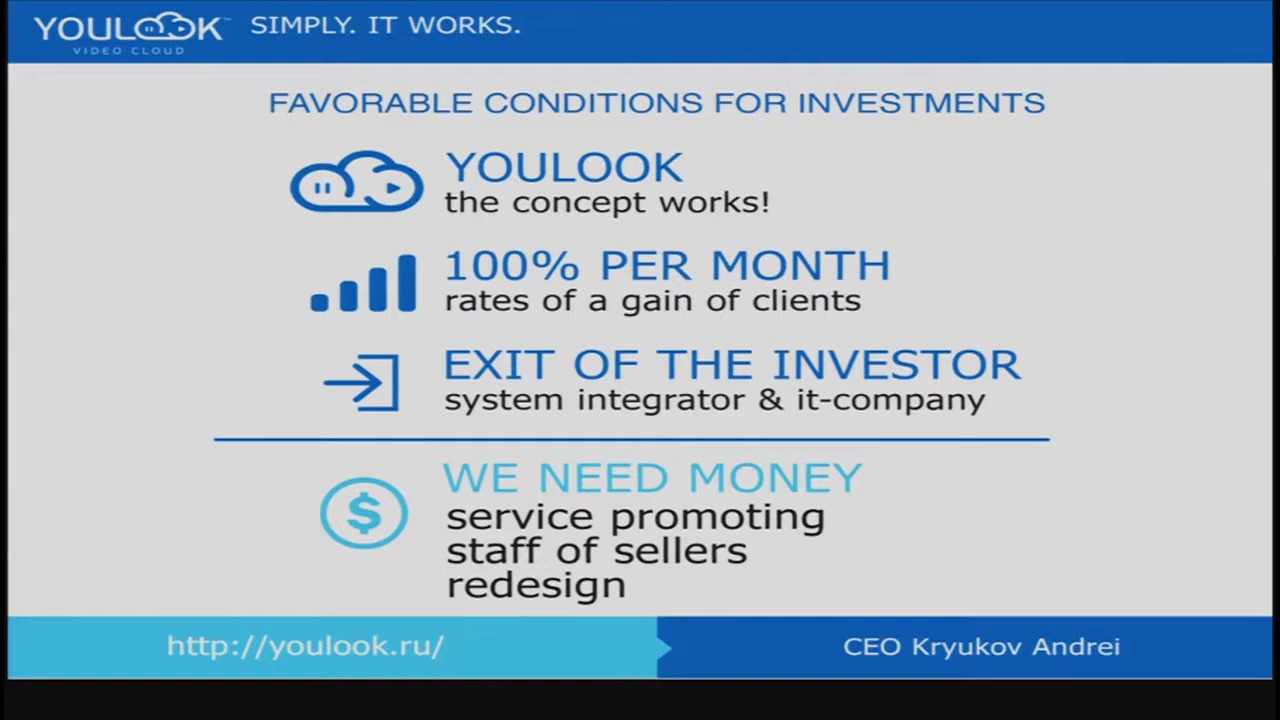 YOULOOK™ SIMPLY. IT WORKS.
VIDEO CLOUD
FAVORABLE CONDITIONS FOR INVESTMENTS
YOULOOK
the concept works!
100% PER MONTH
rates of a gain of clients
EXIT OF THE INVESTOR
system integrator & it-company
WE NEED MONEY
service promoting
staff of sellers
redesign
http://youlook.ru/
CEO Kryukov Andrei